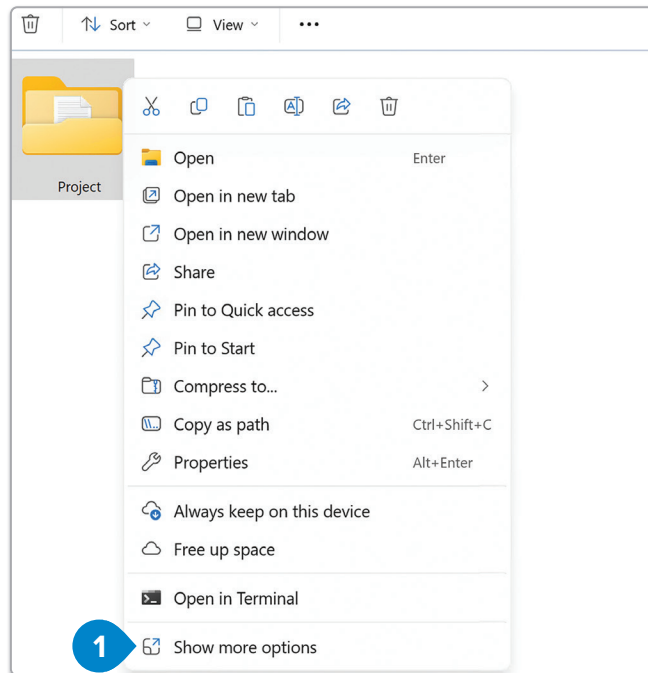 Sort View •••
Project
Open Enter
Open in new tab
Open in new window
Share
Pin to Quick access
Pin to Start
Compress to...
Copy as path Ctrl+Shift+C
Properties Alt+Enter
Always keep on this device
Free up space
Open in Terminal
1 Show more options